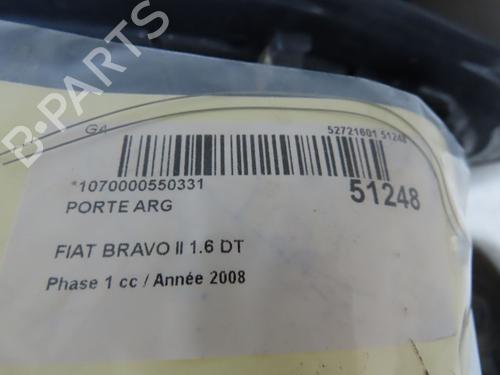 B-PARTS
GA
52721601 51248
*1070000550331
51248
PORTE ARG
FIAT BRAVO II 1.6 DT
Phase 1 cc / Année 2008